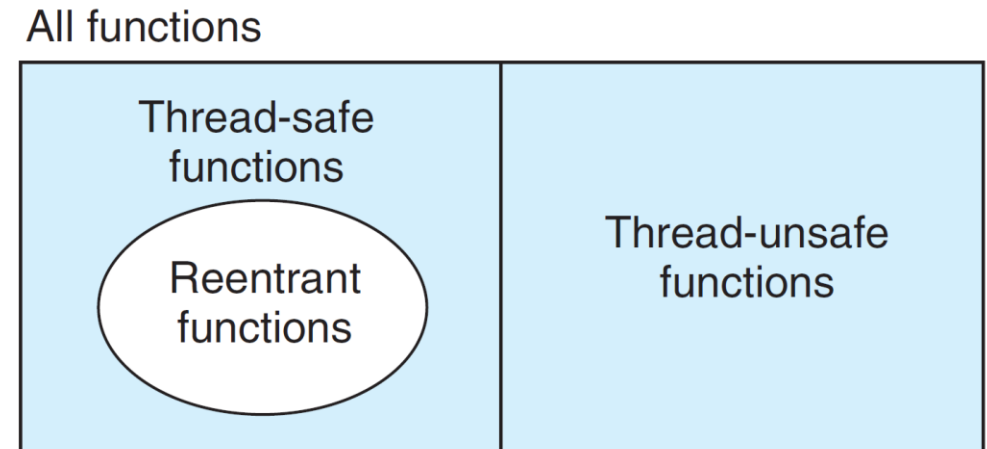 All functions
Thread-safe
functions
Reentrant
functions
Thread-unsafe
functions